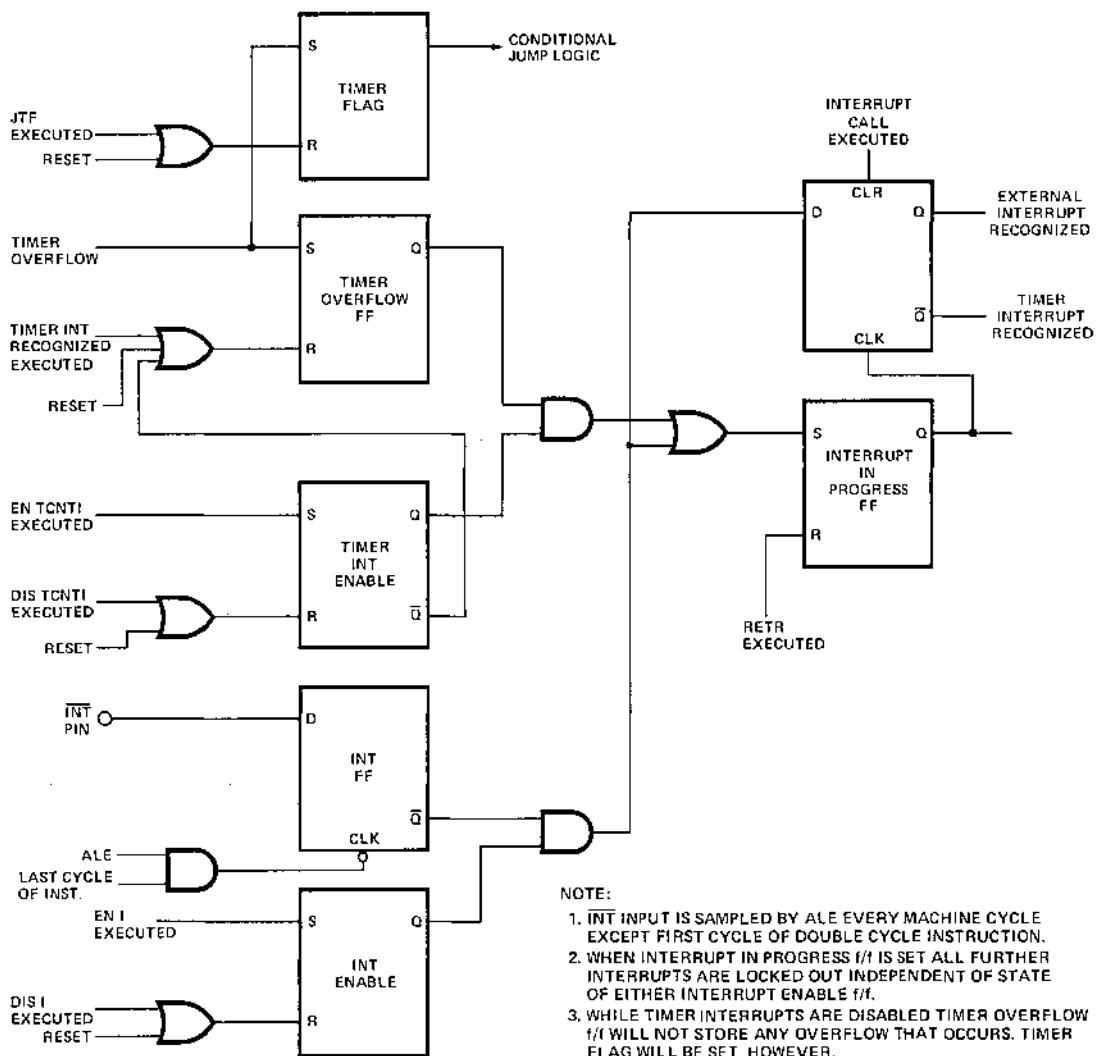 CONDITIONAL
JUMP LOGIC
S
TIMER
FLAG
R
JTF
EXECUTED
RESET
INTERRUPT
CALL
EXECUTED
CLR
D
Q
EXTERNAL
INTERRUPT
RECOGNIZED
Q̅
TIMER
INTERRUPT
RECOGNIZED
CLK
TIMER
OVERFLOW
S
Q
TIMER
OVERFLOW
FF
R
TIMER INT
RECOGNIZED
EXECUTED
RESET
S
Q
INTERRUPT
IN
PROGRESS
FF
R
RETR
EXECUTED
EN TCNTI
EXECUTED
S
Q
TIMER
INT
ENABLE
R
Q̅
DIS TCNTI
EXECUTED
RESET
I̅N̅T̅
PIN
D
INT
FF
Q̅
CLK
ALE
LAST CYCLE
OF INST.
EN I
EXECUTED
S
Q
INT
ENABLE
R
DIS I
EXECUTED
RESET
NOTE:
1. I̅N̅T̅ INPUT IS SAMPLED BY ALE EVERY MACHINE CYCLE
EXCEPT FIRST CYCLE OF DOUBLE CYCLE INSTRUCTION.
2. WHEN INTERRUPT IN PROGRESS f/f IS SET ALL FURTHER
INTERRUPTS ARE LOCKED OUT INDEPENDENT OF STATE
OF EITHER INTERRUPT ENABLE f/f.
3. WHILE TIMER INTERRUPTS ARE DISABLED TIMER OVERFLOW
f/f WILL NOT STORE ANY OVERFLOW THAT OCCURS. TIMER
FLAG WILL BE SET, HOWEVER.